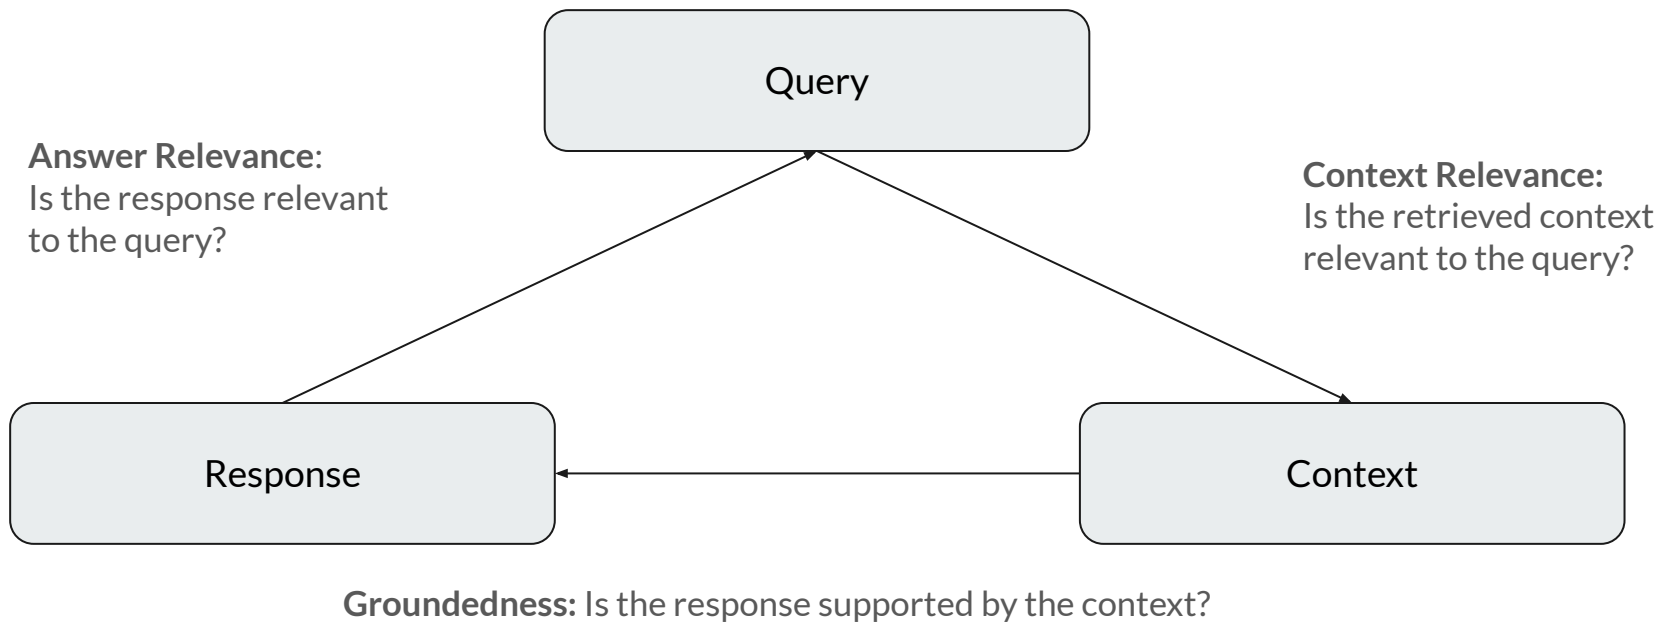 Query
Answer Relevance:
Is the response relevant
to the query?
Context Relevance:
Is the retrieved context
relevant to the query?
Response
Context
Groundedness: Is the response supported by the context?